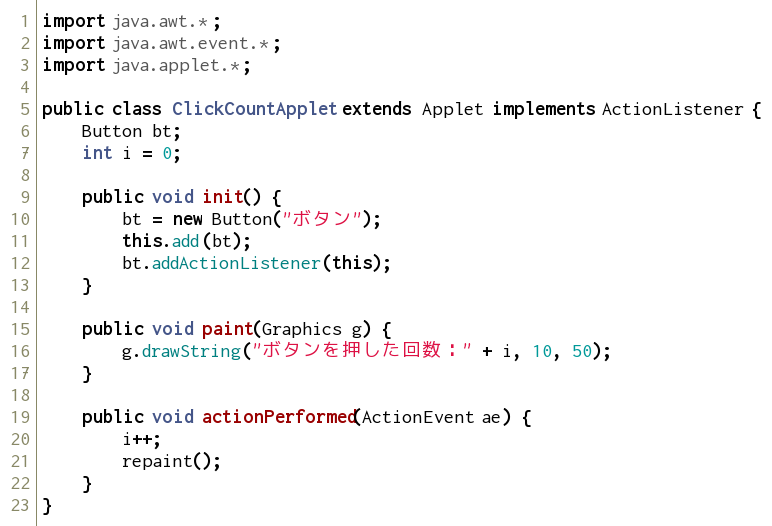 1 import java.awt.*;
2 import java.awt.event.*;
3 import java.applet.*;
4
5 public class ClickCountApplet extends Applet implements ActionListener {
6     Button bt;
7     int i = 0;
8
9     public void init() {
10         bt = new Button("ボタン");
11         this.add(bt);
12         bt.addActionListener(this);
13     }
14
15     public void paint(Graphics g) {
16         g.drawString("ボタンを押した回数：" + i, 10, 50);
17     }
18
19     public void actionPerformed(ActionEvent ae) {
20         i++;
21         repaint();
22     }
23 }